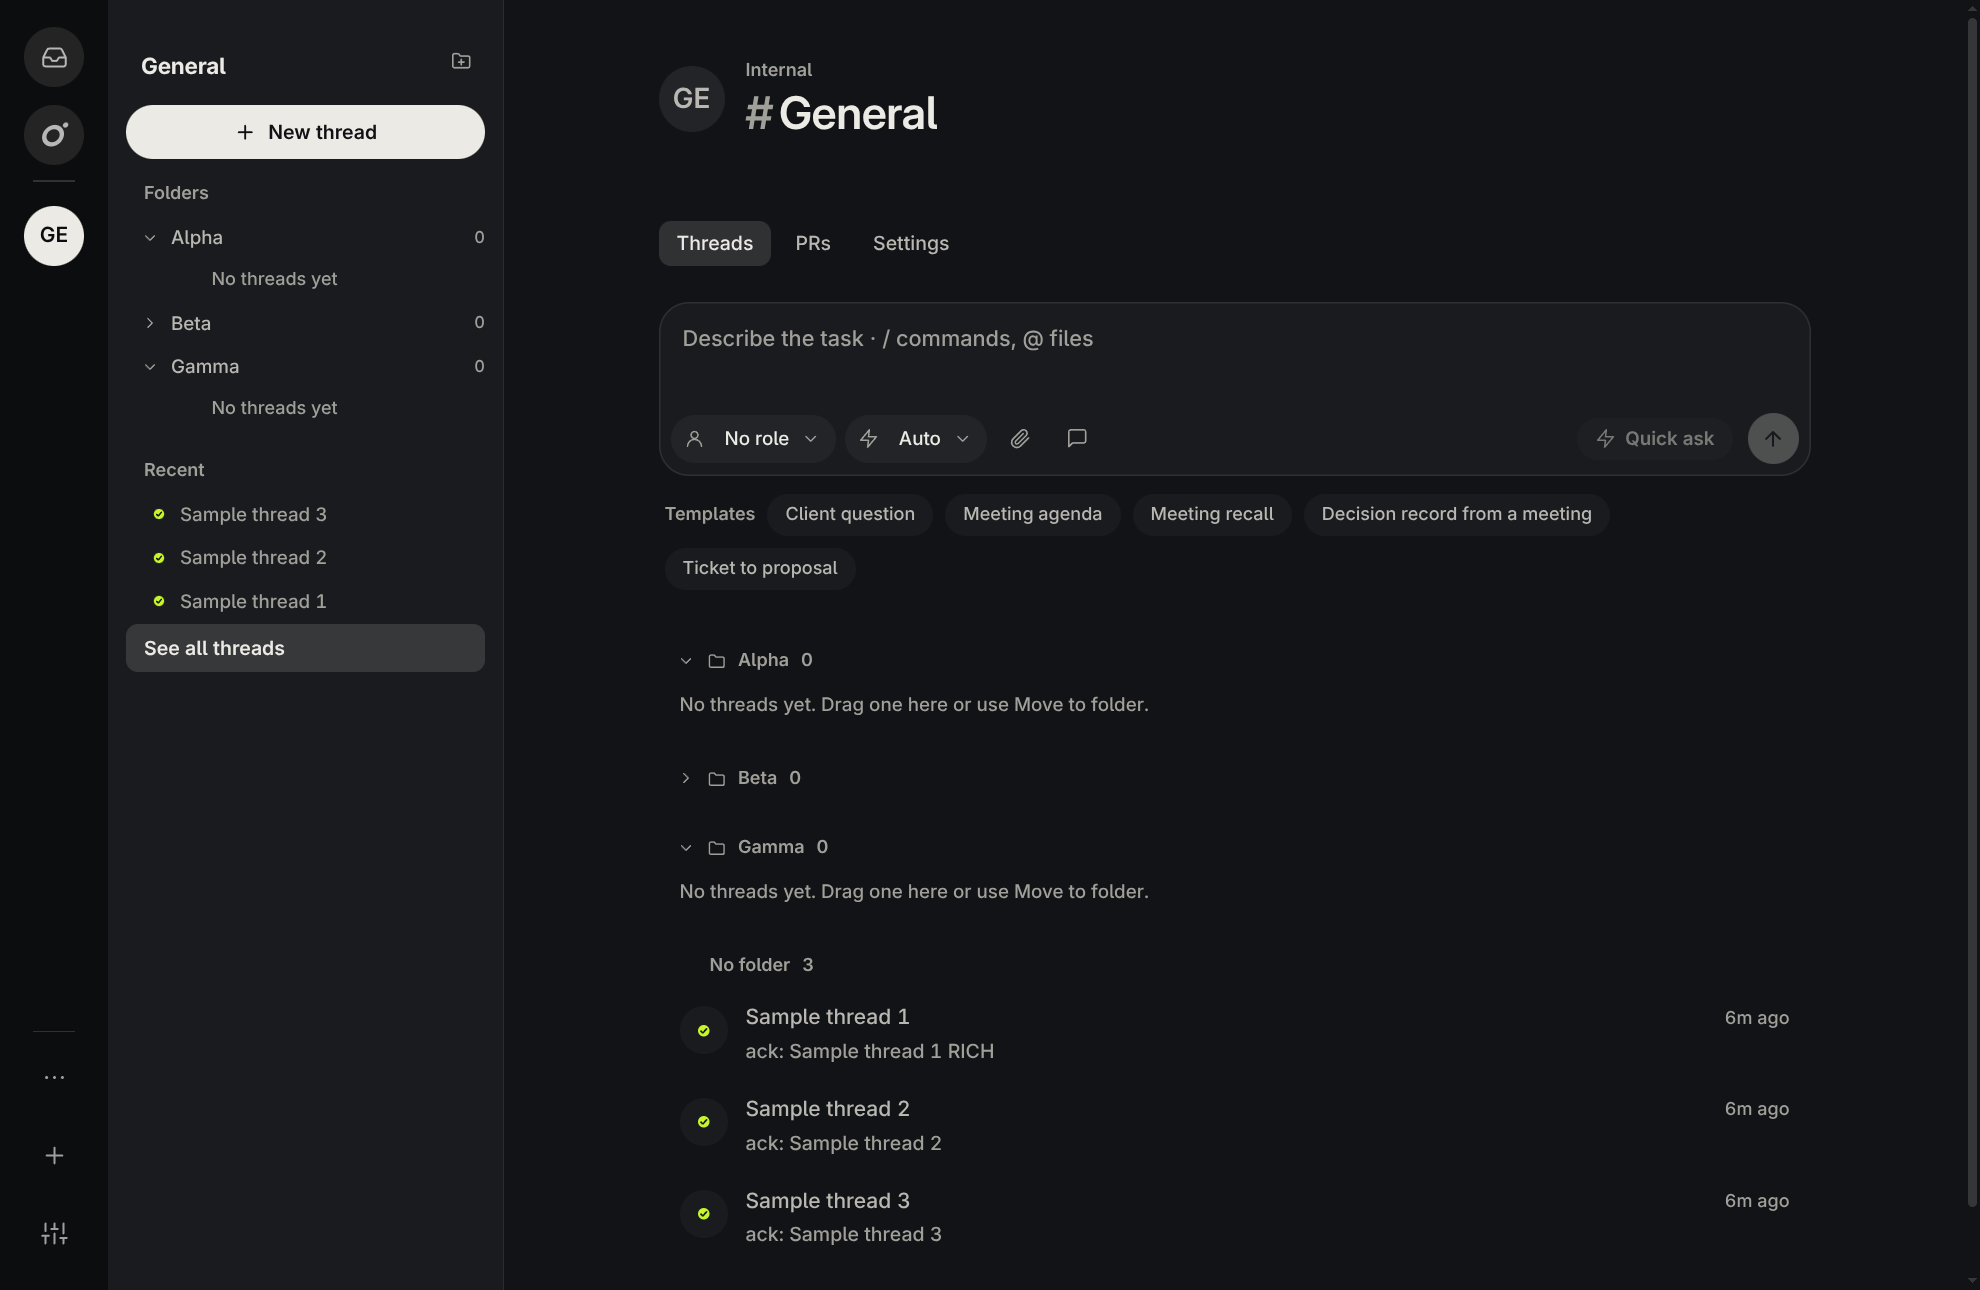 General
New thread
Folders
Alpha 0
No threads yet
Beta 0
Gamma 0
No threads yet
Recent
Sample thread 3
Sample thread 2
Sample thread 1
See all threads
GE
GE
Internal
#General
Threads PRs Settings
Describe the task · / commands, @ files
No role Auto Quick ask
Templates Client question Meeting agenda Meeting recall Decision record from a meeting
Ticket to proposal
Alpha 0
No threads yet. Drag one here or use Move to folder.
Beta 0
Gamma 0
No threads yet. Drag one here or use Move to folder.
No folder 3
Sample thread 1 6m ago
ack: Sample thread 1 RICH
Sample thread 2 6m ago
ack: Sample thread 2
Sample thread 3 6m ago
ack: Sample thread 3